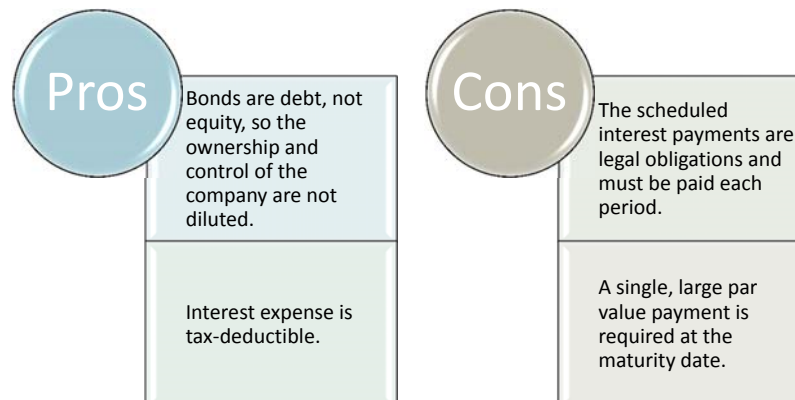 Pros
Bonds are debt, not
equity, so the
ownership and
control of the
company are not
diluted.
Interest expense is
tax-deductible.
Cons
The scheduled
interest payments are
legal obligations and
must be paid each
period.
A single, large par
value payment is
required at the
maturity date.